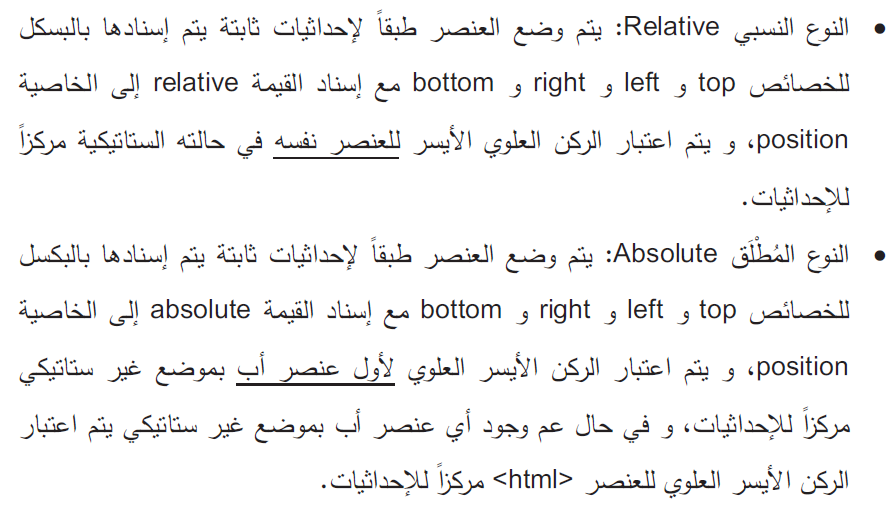 • النوع النسبي Relative: يتم وضع العنصر طبقاً لإحداثيات ثابتة يتم إسنادها بالبسكل
للخصائص top و left و right و bottom مع إسناد القيمة relative إلى الخاصية
position، و يتم اعتبار الركن العلوي الأيسر للعنصر نفسه في حالته الستاتيكية مركزاً
للإحداثيات.
• النوع المُطْلَق Absolute: يتم وضع العنصر طبقاً لإحداثيات ثابتة يتم إسنادها بالبكسل
للخصائص top و left و right و bottom مع إسناد القيمة absolute إلى الخاصية
position، و يتم اعتبار الركن الأيسر العلوي لأول عنصر أب بموضع غير ستاتيكي
مركزاً للإحداثيات، و في حال عم وجود أي عنصر أب بموضع غير ستاتيكي يتم اعتبار
الركن الأيسر العلوي للعنصر <html> مركزاً للإحداثيات.